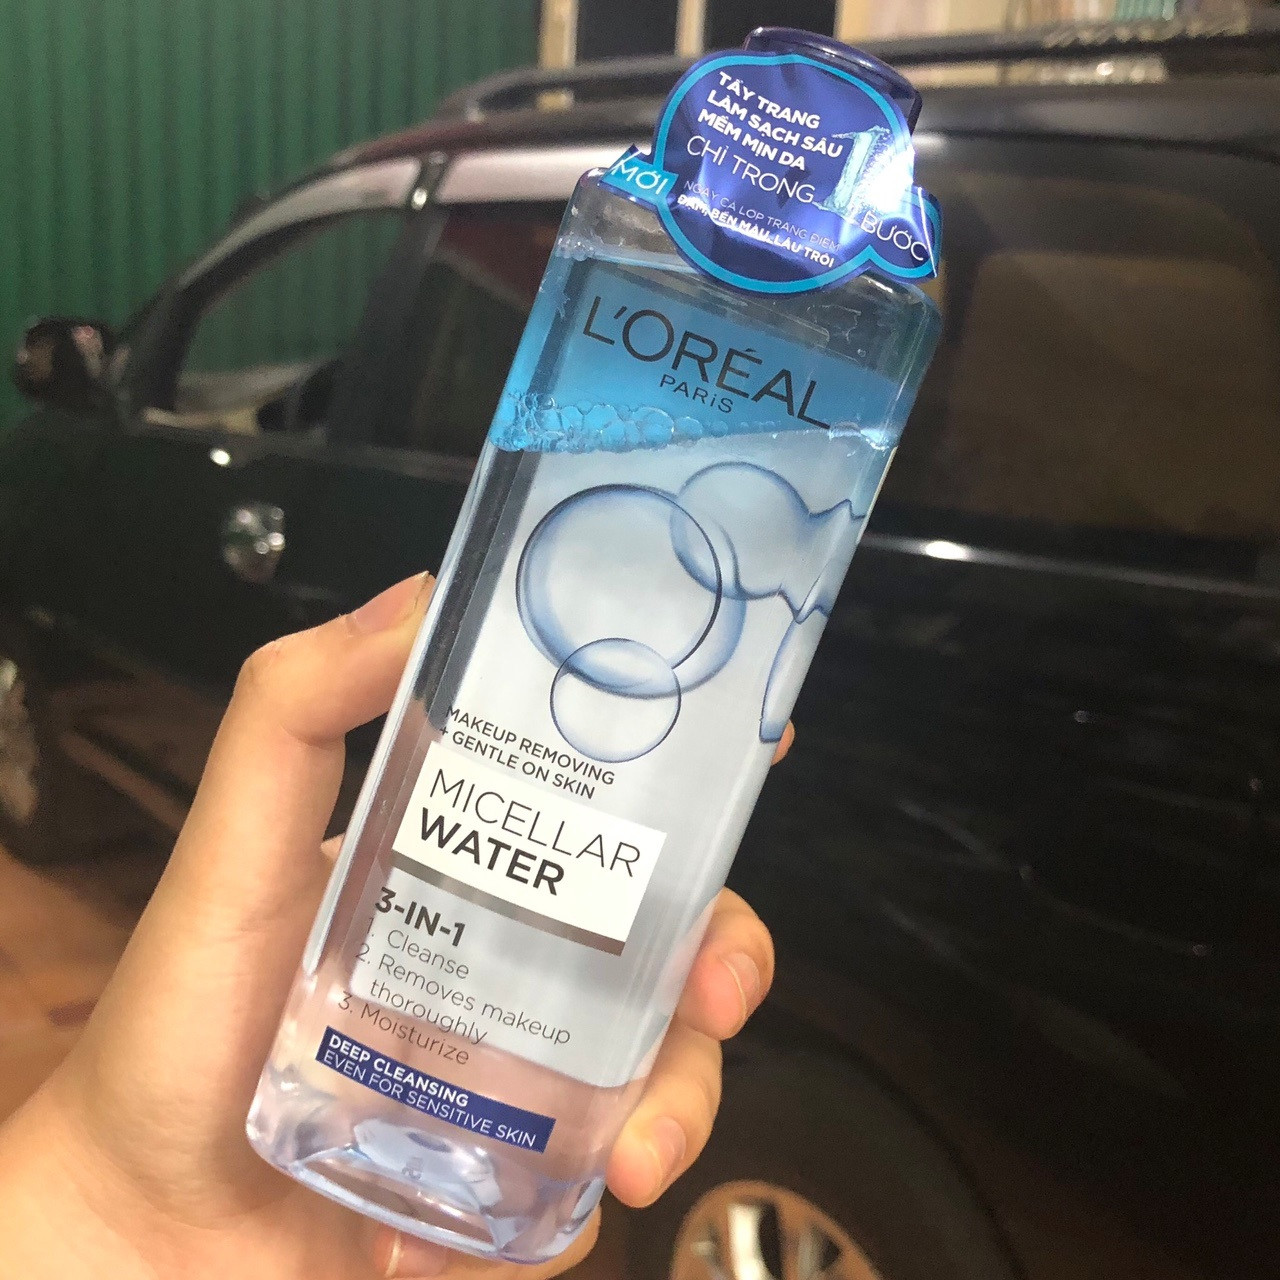 TẨY TRANG
LÀM SẠCH SÂU
MỀM MỊN DA
CHỈ TRONG 1
BƯỚC
MỚI
NGAY CẢ LỚP TRANG ĐIỂM
ĐẬM, BỀN MÀU, LÂU TRÔI
L'ORÉAL
PARiS
MAKEUP REMOVING
+ GENTLE ON SKIN
MICELLAR
WATER
3-IN-1
1. Cleanse
2. Removes makeup
thoroughly
3. Moisturize
DEEP CLEANSING
EVEN FOR SENSITIVE SKIN